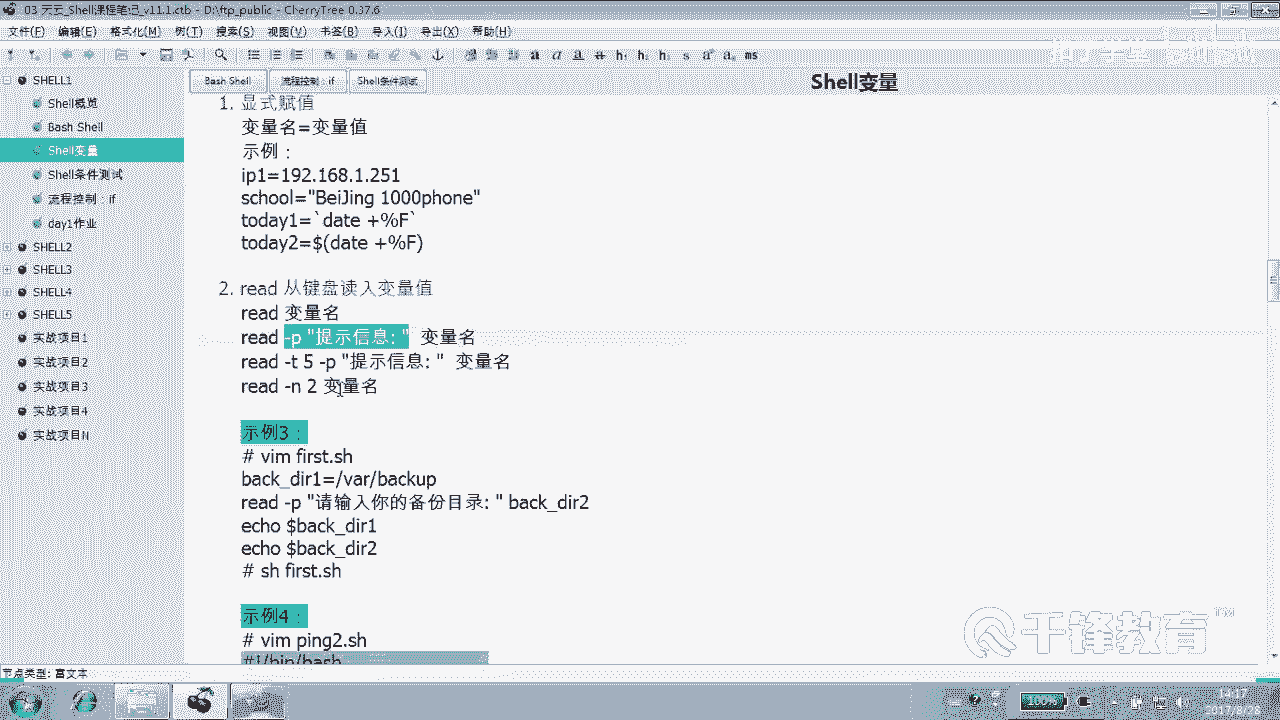 03_天云_Shell课程笔记_v11.1.ctb - D:\ftp_public - CherryTree 0.37.6
文件(F) 编辑(E) 格式化(M) 树(T) 搜索(S) 视图(V) 书签(B) 导入(I) 导出(X) 帮助(H)
SHELL1
Shell概览
Bash Shell
Shell变量
Shell条件测试
流程控制：if
day1作业
SHELL2
SHELL3
SHELL4
SHELL5
实战项目1
实战项目2
实战项目3
实战项目4
实战项目N
Bash Shell 流程控制：if Shell条件测试
Shell变量
1. 显式赋值
变量名=变量值
示例：
ip1=192.168.1.251
school="BeiJing 1000phone"
today1=`date +%F`
today2=$(date +%F)
2. read 从键盘读入变量值
read 变量名
read -p "提示信息: " 变量名
read -t 5 -p "提示信息: " 变量名
read -n 2 变量名
示例3：
# vim first.sh
back_dir1=/var/backup
read -p "请输入你的备份目录: " back_dir2
echo $back_dir1
echo $back_dir2
# sh first.sh
示例4：
# vim ping2.sh
#!/bin/bash
千锋教育 TM
节点类型: 富文本
100%
14:17
2017/8/28